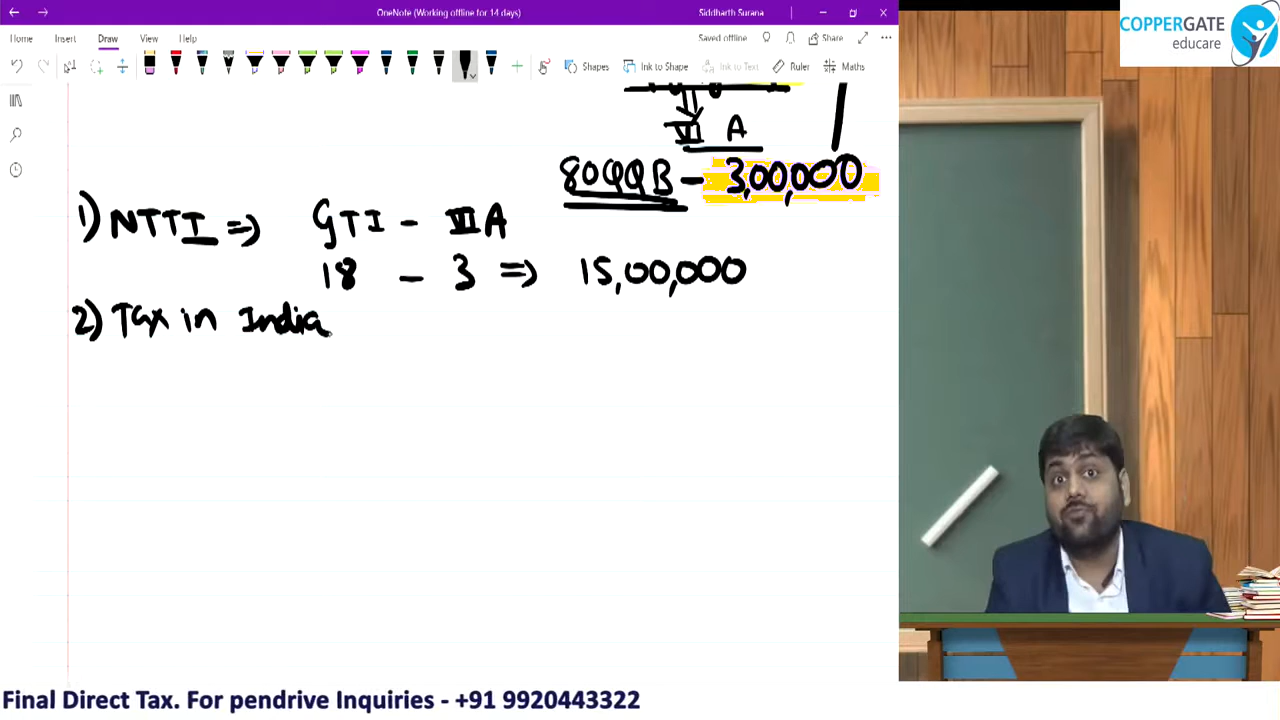 OneNote (Working offline for 14 days)
Siddharth Surana
Home Insert Draw View Help
Saved offline Share
Shapes Ink to Shape Ink to Text Ruler Maths
COPPERGATE
educare
VI A
80QQB - 3,00,000
1) NTTI => GTI - VIA
18 - 3 => 15,00,000
2) Tax in India
Final Direct Tax. For pendrive Inquiries - +91 9920443322